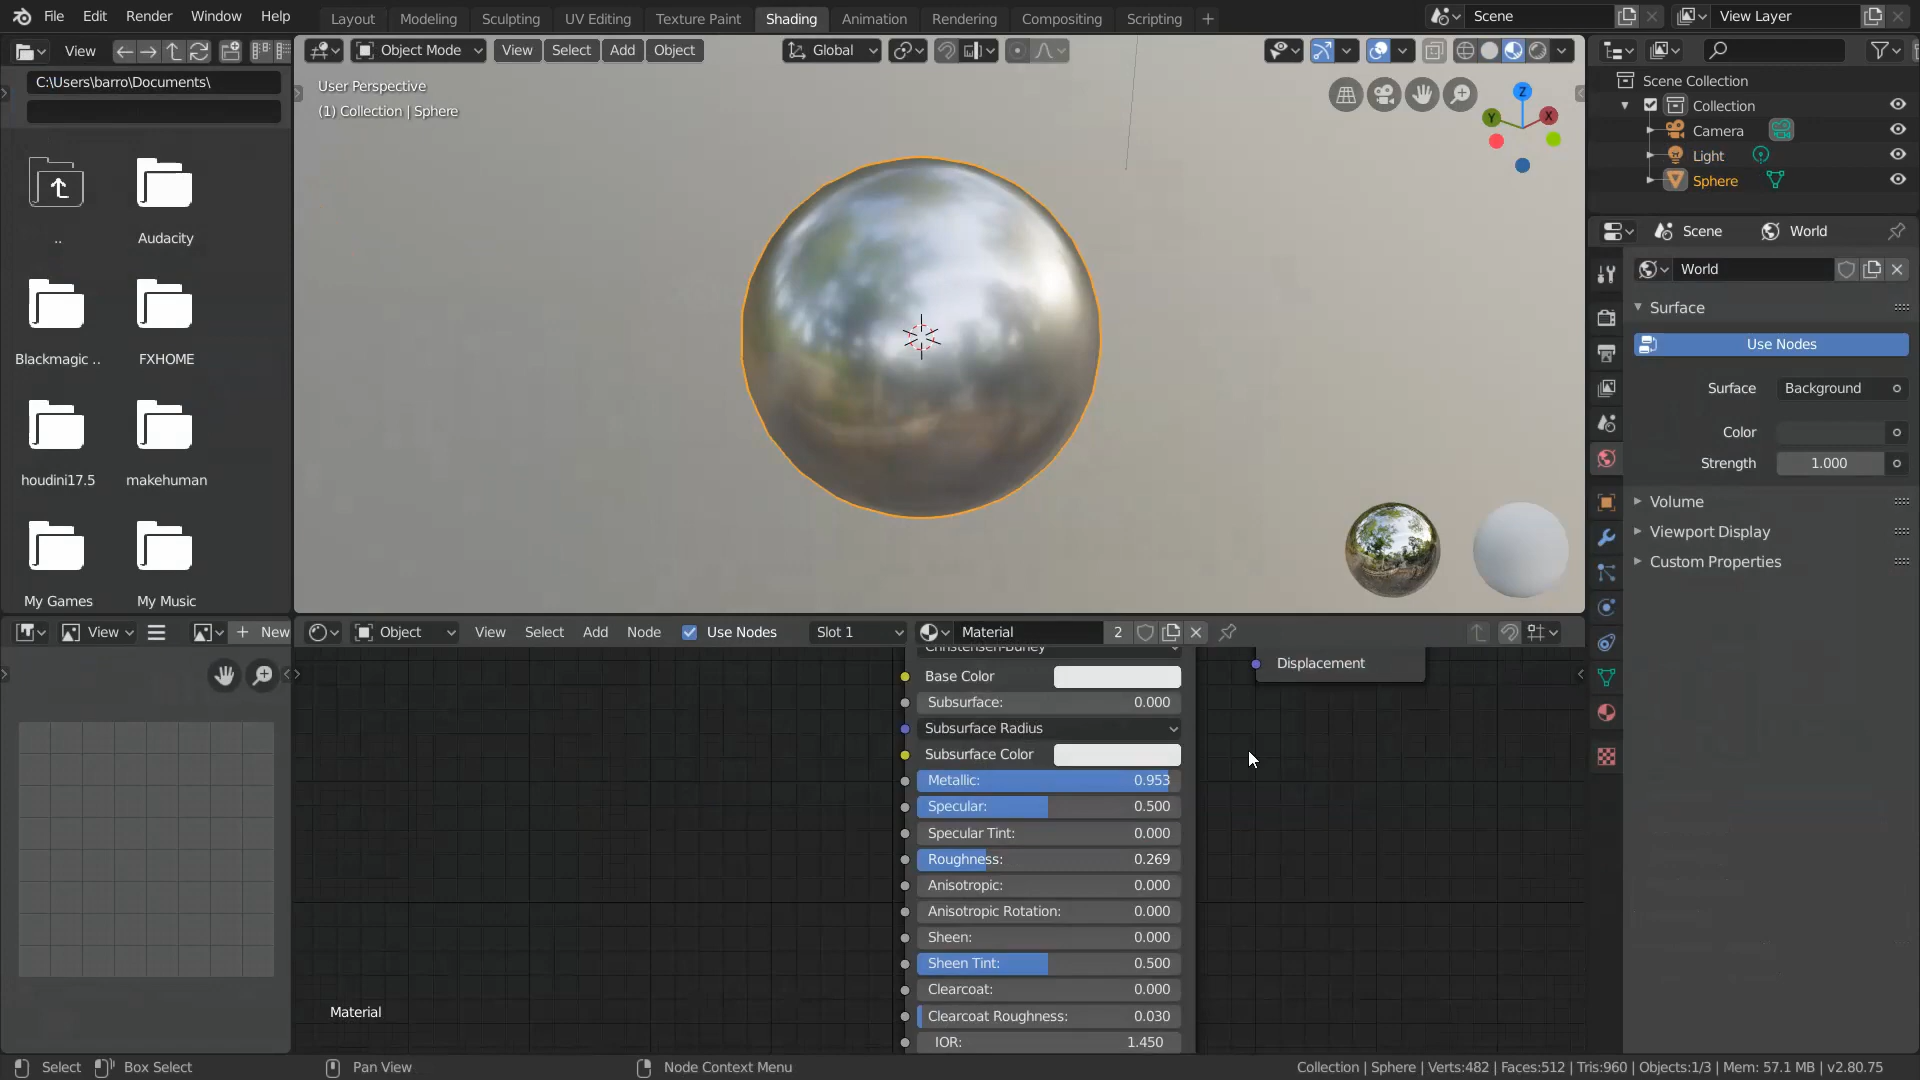 File Edit Render Window Help Layout Modeling Sculpting UV Editing Texture Paint Shading Animation Rendering Compositing Scripting + Scene View Layer
View Object Mode View Select Add Object Global
C:\Users\barro\Documents\
User Perspective
(1) Collection | Sphere
Z
Y X
..
Audacity
Blackmagic ..
FXHOME
houdini17.5
makehuman
My Games
My Music
Scene Collection
Collection
Camera
Light
Sphere
Scene World
World
Surface
Use Nodes
Surface Background
Color
Strength 1.000
Volume
Viewport Display
Custom Properties
View + New
Object View Select Add Node Use Nodes Slot 1 Material 2
Christensen-Burley
Base Color
Subsurface: 0.000
Subsurface Radius
Subsurface Color
Metallic: 0.953
Specular: 0.500
Specular Tint: 0.000
Roughness: 0.269
Anisotropic: 0.000
Anisotropic Rotation: 0.000
Sheen: 0.000
Sheen Tint: 0.500
Clearcoat: 0.000
Clearcoat Roughness: 0.030
IOR: 1.450
Displacement
Material
Select Box Select Pan View Node Context Menu Collection | Sphere | Verts:482 | Faces:512 | Tris:960 | Objects:1/3 | Mem: 57.1 MB | v2.80.75